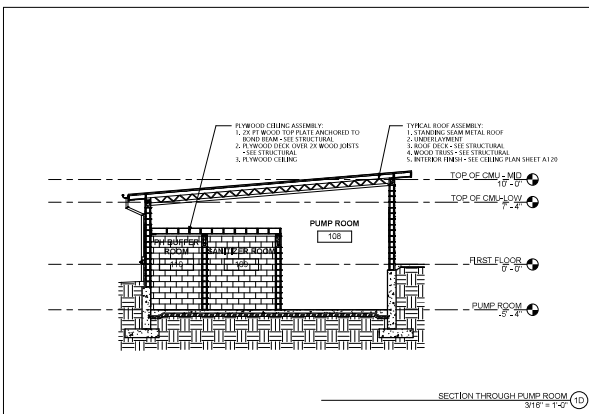 PLYWOOD CEILING ASSEMBLY:
1. 2X PT WOOD TOP PLATE ANCHORED TO
BOND BEAM - SEE STRUCTURAL
2. PLYWOOD DECK OVER 2X WOOD JOISTS
- SEE STRUCTURAL
3. PLYWOOD CEILING
TYPICAL ROOF ASSEMBLY:
1. STANDING SEAM METAL ROOF
2. UNDERLAYMENT
3. ROOF DECK - SEE STRUCTURAL
4. WOOD TRUSS - SEE STRUCTURAL
5. INTERIOR FINISH - SEE CEILING PLAN SHEET A120
TOP OF CMU - MID
10' - 0"
TOP OF CMU-LOW
7' - 4"
PUMP ROOM
108
PH BUFFER
ROOM
SANITIZER ROOM
110
109
FIRST FLOOR
0' - 0"
PUMP ROOM
-5' - 4"
SECTION THROUGH PUMP ROOM
3/16" = 1'-0"
1D